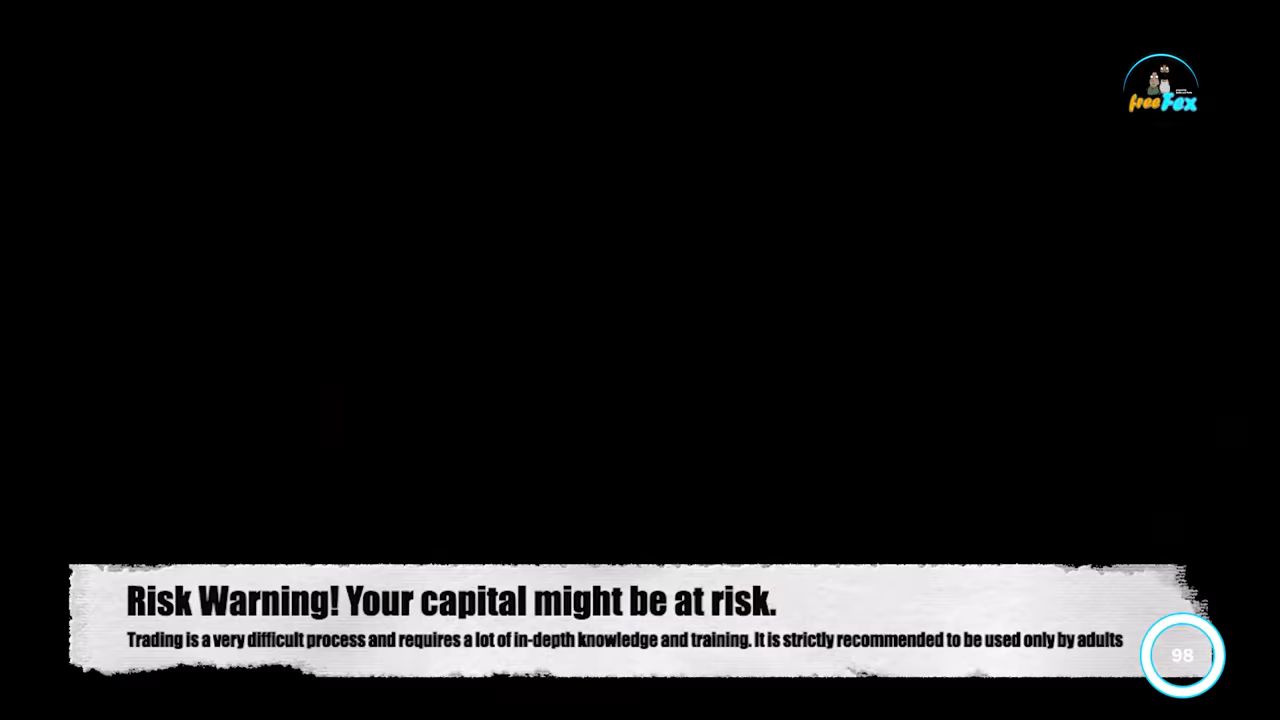 freeFex
Risk Warning! Your capital might be at risk.
Trading is a very difficult process and requires a lot of in-depth knowledge and training. It is strictly recommended to be used only by adults
98